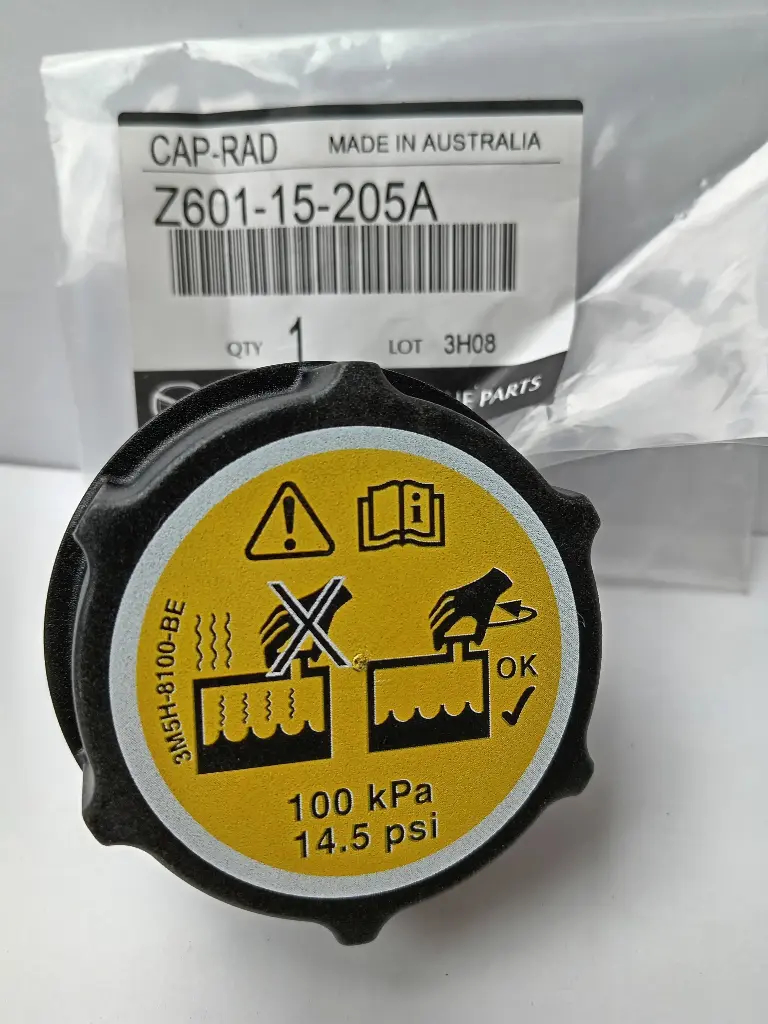 CAP-RAD MADE IN AUSTRALIA
Z601-15-205A
QTY 1 LOT 3H08
PARTS
3M5H-8100-BE
OK
100 kPa
14.5 psi